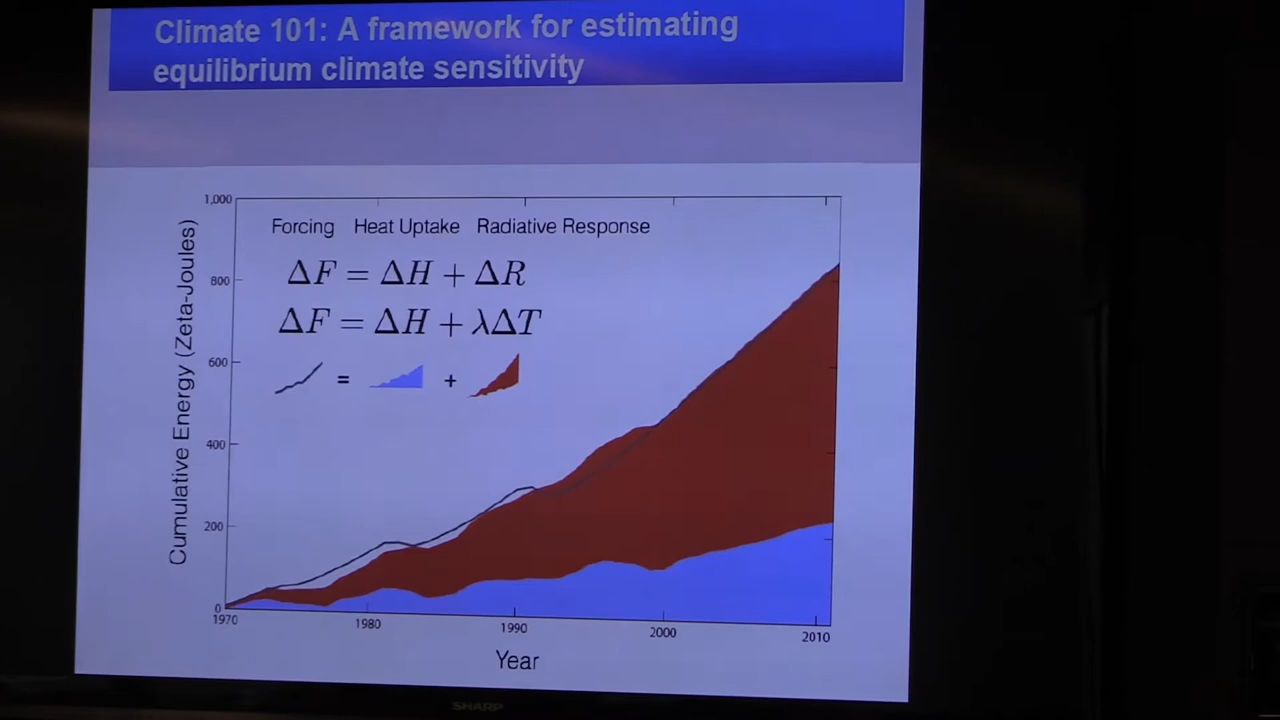 Climate 101: A framework for estimating
equilibrium climate sensitivity
1,000
800
600
400
200
0
Cumulative Energy (Zeta-Joules)
Forcing Heat Uptake Radiative Response
ΔF = ΔH + ΔR
ΔF = ΔH + λΔT
= +
1970 1980 1990 2000 2010
Year
SHARP